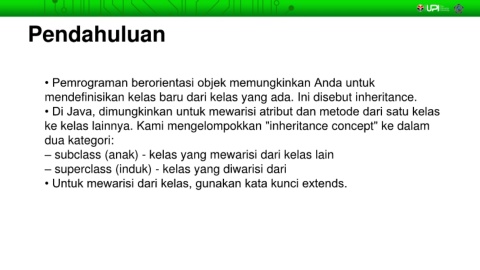 UPI
Pendahuluan
• Pemrograman berorientasi objek memungkinkan Anda untuk
mendefinisikan kelas baru dari kelas yang ada. Ini disebut inheritance.
• Di Java, dimungkinkan untuk mewarisi atribut dan metode dari satu kelas
ke kelas lainnya. Kami mengelompokkan "inheritance concept" ke dalam
dua kategori:
– subclass (anak) - kelas yang mewarisi dari kelas lain
– superclass (induk) - kelas yang diwarisi dari
• Untuk mewarisi dari kelas, gunakan kata kunci extends.